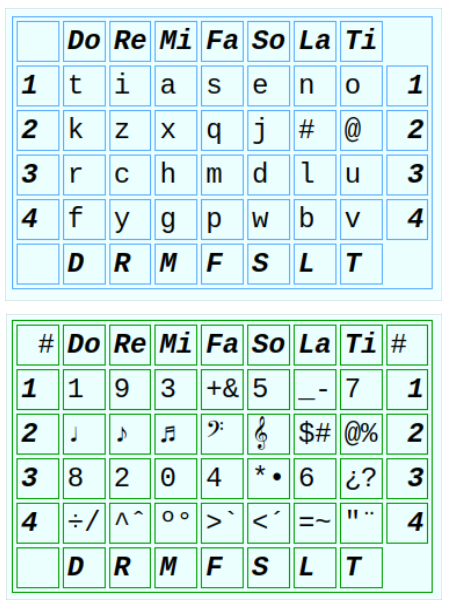 Do Re Mi Fa So La Ti
1 t i a s e n o 1
2 k z x q j # @ 2
3 r c h m d l u 3
4 f y g p w b v 4
D R M F S L T
# Do Re Mi Fa So La Ti #
1 1 9 3 +& 5 _- 7 1
2 ♩ ♪ ♬ 𝄢 𝄞 $# @% 2
3 8 2 0 4 *• 6 ¿? 3
4 ÷/ ^ˆ º° >` <´ =~ "¨ 4
D R M F S L T